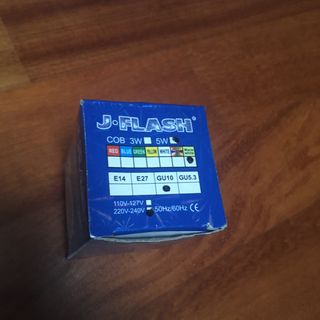 J·FLASH®
COB 3W 5W
RED BLUE GREEN YELLOW WHITE
E14 E27 GU10 GU5.3
110V-127V
220V-240V 50Hz/60Hz CE